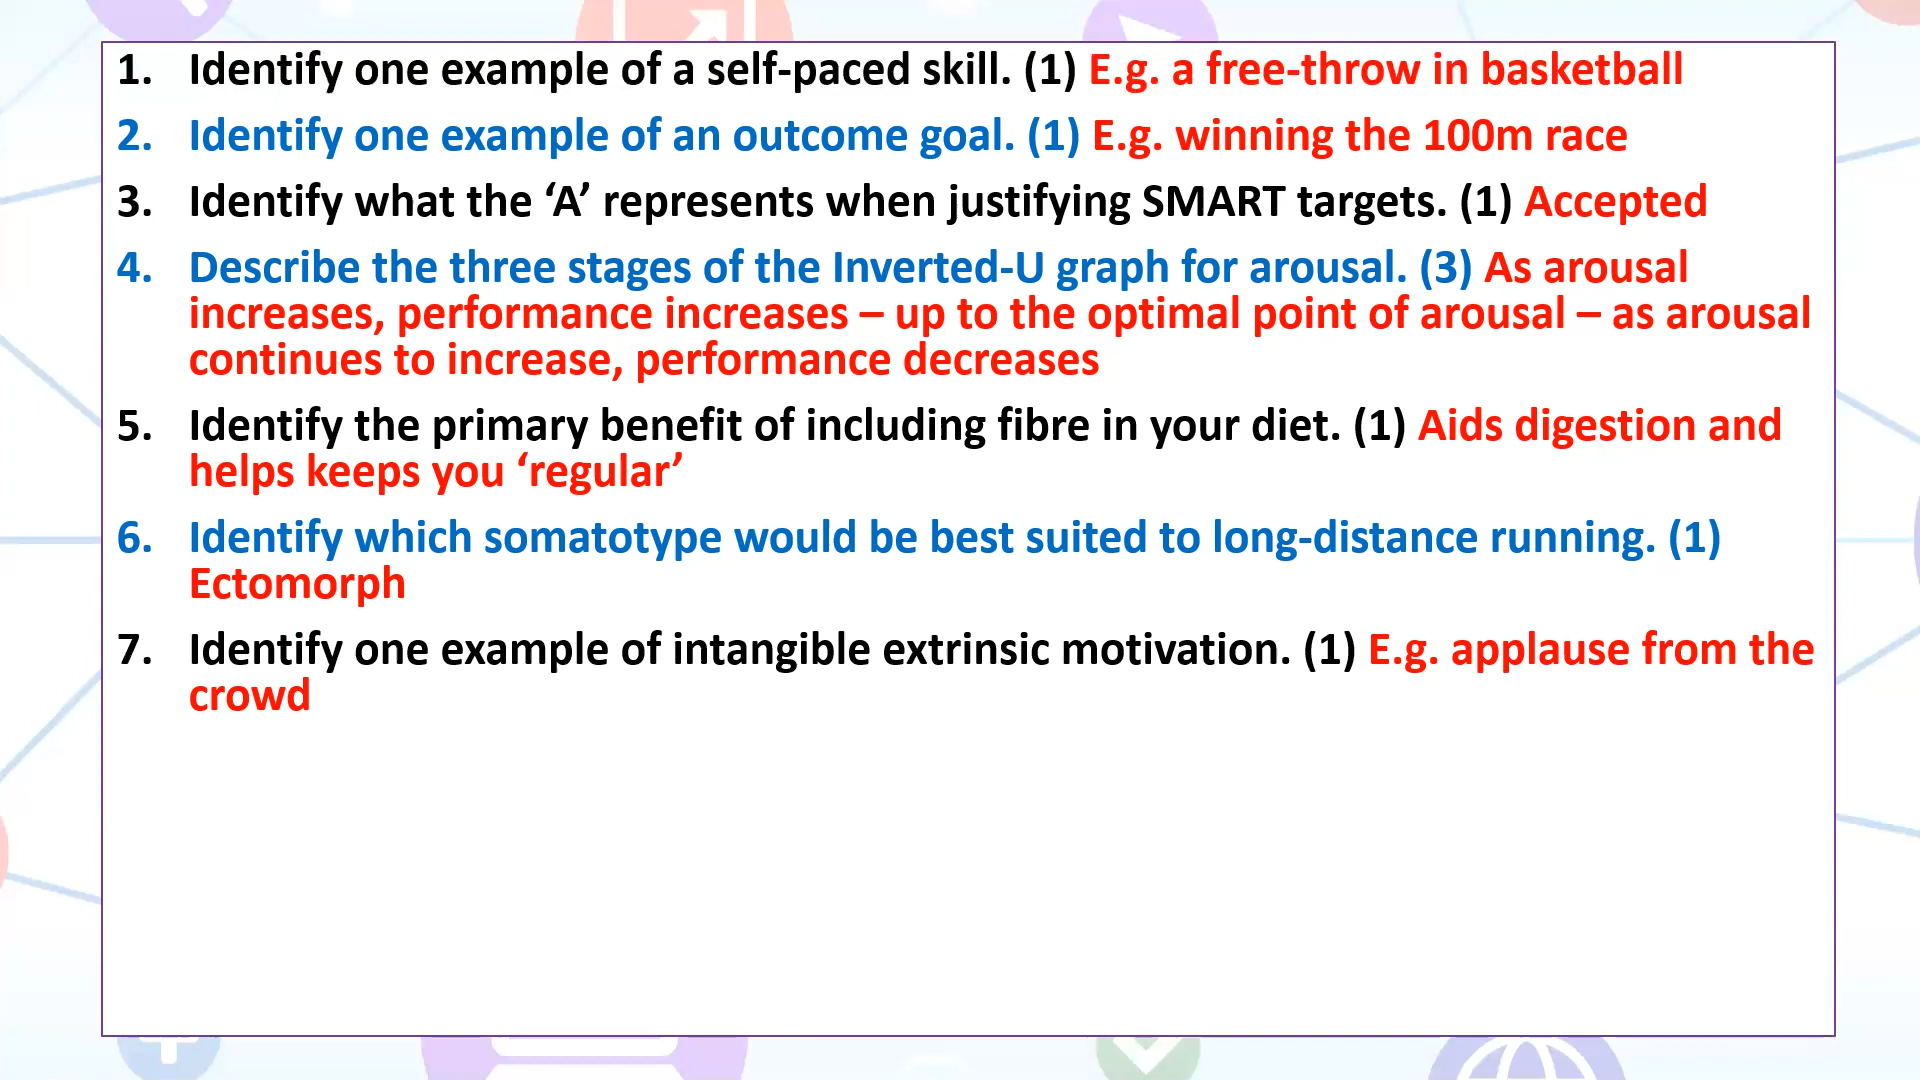 1. Identify one example of a self-paced skill. (1) E.g. a free-throw in basketball
2. Identify one example of an outcome goal. (1) E.g. winning the 100m race
3. Identify what the ‘A’ represents when justifying SMART targets. (1) Accepted
4. Describe the three stages of the Inverted-U graph for arousal. (3) As arousal
increases, performance increases – up to the optimal point of arousal – as arousal
continues to increase, performance decreases
5. Identify the primary benefit of including fibre in your diet. (1) Aids digestion and
helps keeps you ‘regular’
6. Identify which somatotype would be best suited to long-distance running. (1)
Ectomorph
7. Identify one example of intangible extrinsic motivation. (1) E.g. applause from the
crowd